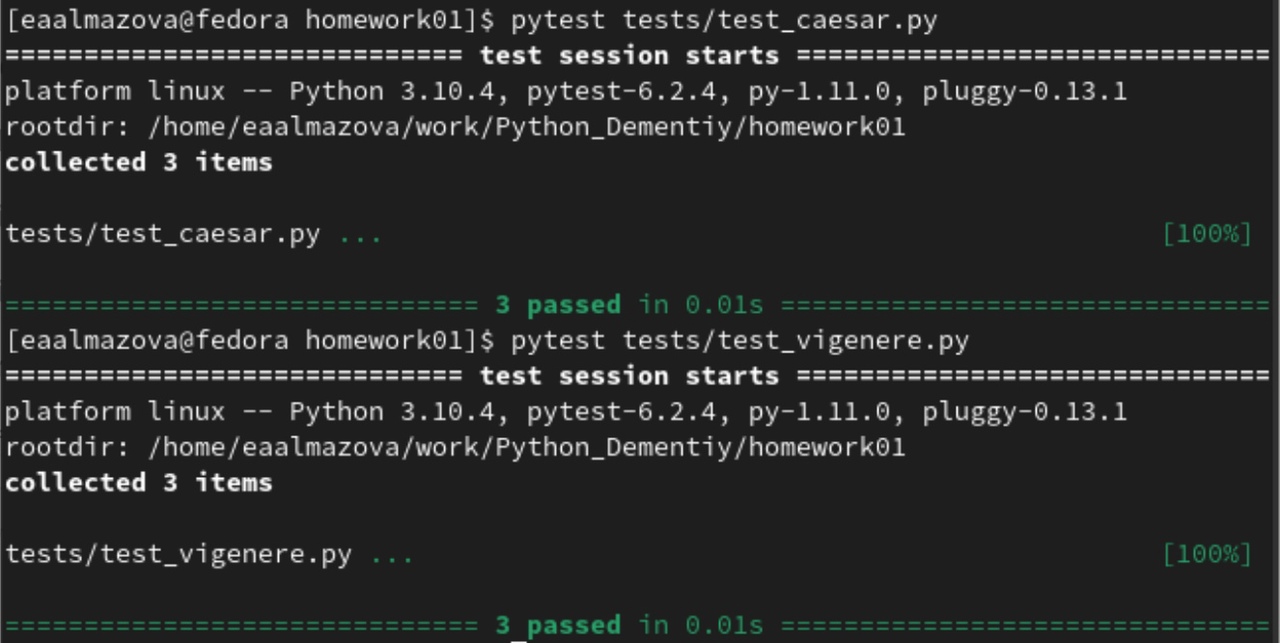 [eaalmazova@fedora homework01]$ pytest tests/test_caesar.py
============================= test session starts ==============================
platform linux -- Python 3.10.4, pytest-6.2.4, py-1.11.0, pluggy-0.13.1
rootdir: /home/eaalmazova/work/Python_Dementiy/homework01
collected 3 items
tests/test_caesar.py ... [100%]
============================== 3 passed in 0.01s ===============================
[eaalmazova@fedora homework01]$ pytest tests/test_vigenere.py
============================= test session starts ==============================
platform linux -- Python 3.10.4, pytest-6.2.4, py-1.11.0, pluggy-0.13.1
rootdir: /home/eaalmazova/work/Python_Dementiy/homework01
collected 3 items
tests/test_vigenere.py ... [100%]
============================== 3 passed in 0.01s ===============================